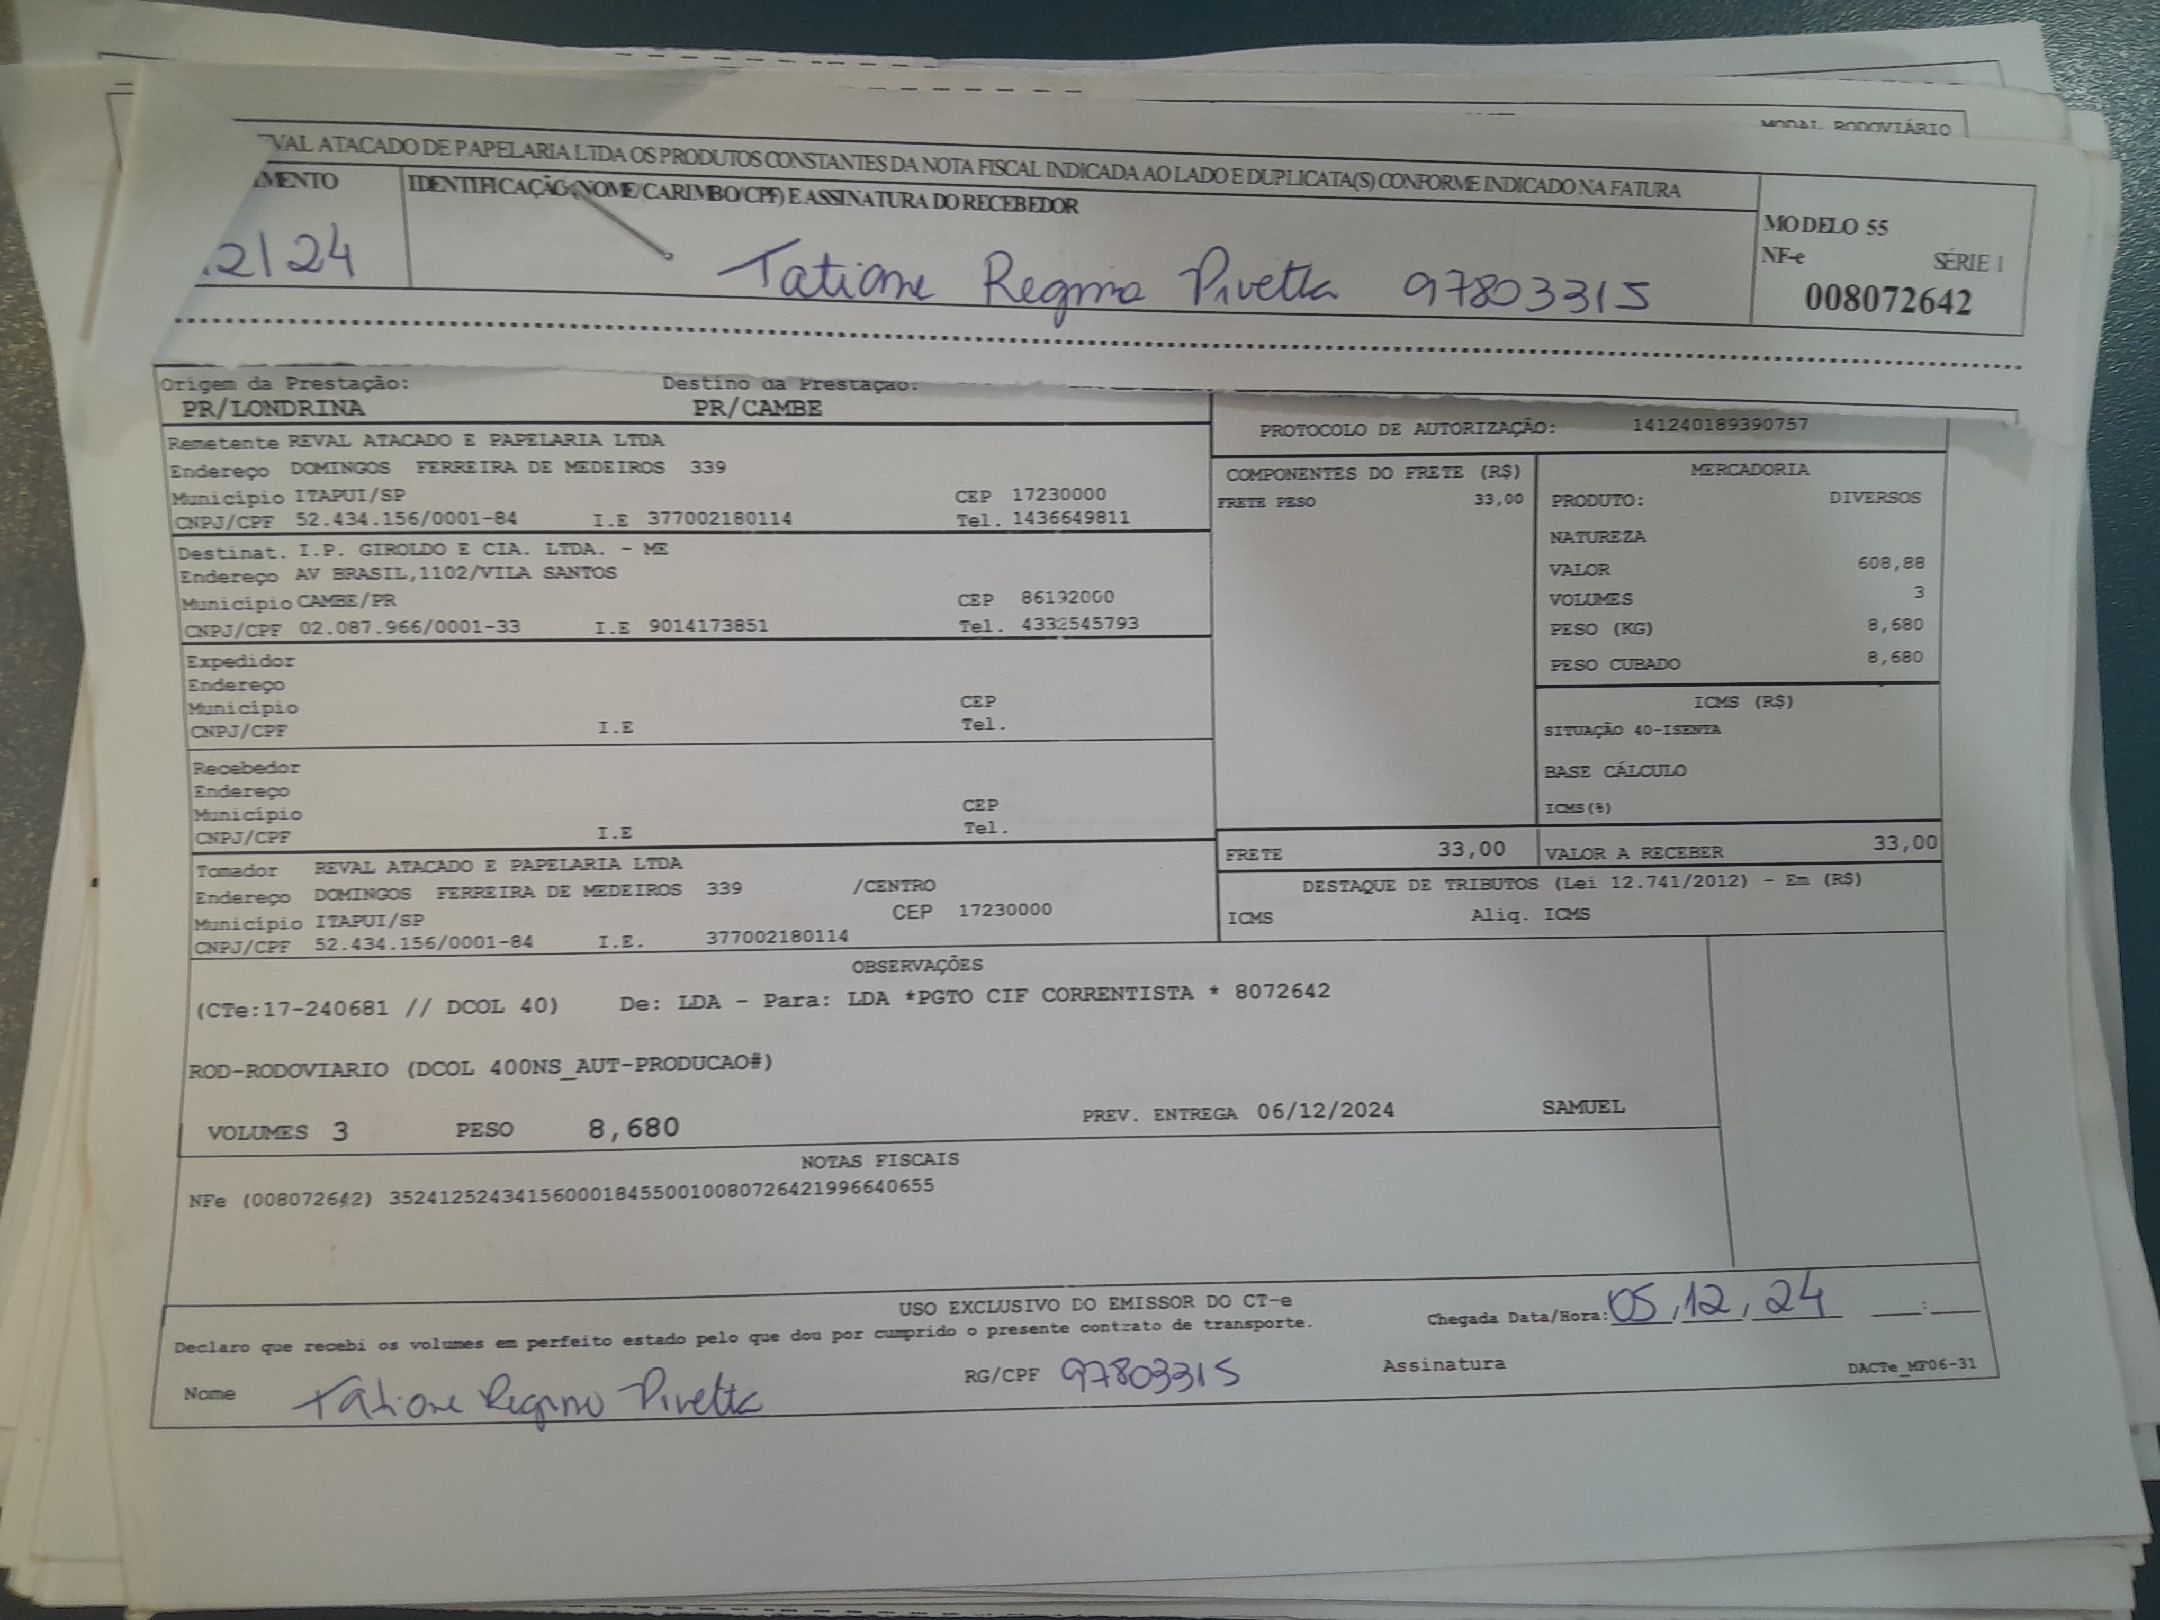 MODAL RODOVIÁRIO
EVAL ATACADO DE PAPELARIA LTDA OS PRODUTOS CONSTANTES DA NOTA FISCAL INDICADA AO LADO E DUPLICATA(S) CONFORME INDICADO NA FATURA
IDENTIFICAÇÃO (NOME/CARIMBO/CPF) E ASSINATURA DO RECEBEDOR
MODELO 55
NF-e SÉRIE 1
008072642
2/24
Tatiane Regina Pivetta 97803315
Origem da Prestação: Destino da Prestação:
PR/LONDRINA PR/CAMBE
Remetente REVAL ATACADO E PAPELARIA LTDA
Endereço DOMINGOS FERREIRA DE MEDEIROS 339
Município ITAPUI/SP CEP 17230000
CNPJ/CPF 52.434.156/0001-84 I.E 377002180114 Tel. 1436649811
Destinat. I.P. GIROLDO E CIA. LTDA. - ME
Endereço AV BRASIL,1102/VILA SANTOS
Município CAMBE/PR CEP 86192000
CNPJ/CPF 02.087.966/0001-33 I.E 9014173851 Tel. 4332545793
Expedidor
Endereço
Município CEP
CNPJ/CPF I.E Tel.
Recebedor
Endereço
Município CEP
CNPJ/CPF I.E Tel.
Tomador REVAL ATACADO E PAPELARIA LTDA
Endereço DOMINGOS FERREIRA DE MEDEIROS 339 /CENTRO
Município ITAPUI/SP CEP 17230000
CNPJ/CPF 52.434.156/0001-84 I.E. 377002180114
PROTOCOLO DE AUTORIZAÇÃO: 141240189390757
COMPONENTES DO FRETE (R$)
FRETE PESO 33,00
MERCADORIA
PRODUTO: DIVERSOS
NATUREZA
VALOR 608,88
VOLUMES 3
PESO (KG) 8,680
PESO CUBADO 8,680
ICMS (R$)
SITUAÇÃO 40-ISENTA
BASE CÁLCULO
ICMS(%)
FRETE 33,00 VALOR A RECEBER 33,00
DESTAQUE DE TRIBUTOS (Lei 12.741/2012) - Em (R$)
ICMS Aliq. ICMS
OBSERVAÇÕES
(CTe:17-240681 // DCOL 40) De: LDA - Para: LDA *PGTO CIF CORRENTISTA * 8072642
ROD-RODOVIARIO (DCOL 400NS_AUT-PRODUCAO#)
VOLUMES 3 PESO 8,680 PREV. ENTREGA 06/12/2024 SAMUEL
NOTAS FISCAIS
NFe (008072642) 35241252434156000184550010080726421996640655
USO EXCLUSIVO DO EMISSOR DO CT-e
Declaro que recebi os volumes em perfeito estado pelo que dou por cumprido o presente contrato de transporte.
Chegada Data/Hora: 05,12,24 __:__
Nome Tatiane Regina Pivetta RG/CPF 97803315 Assinatura DACTe_MF06-31